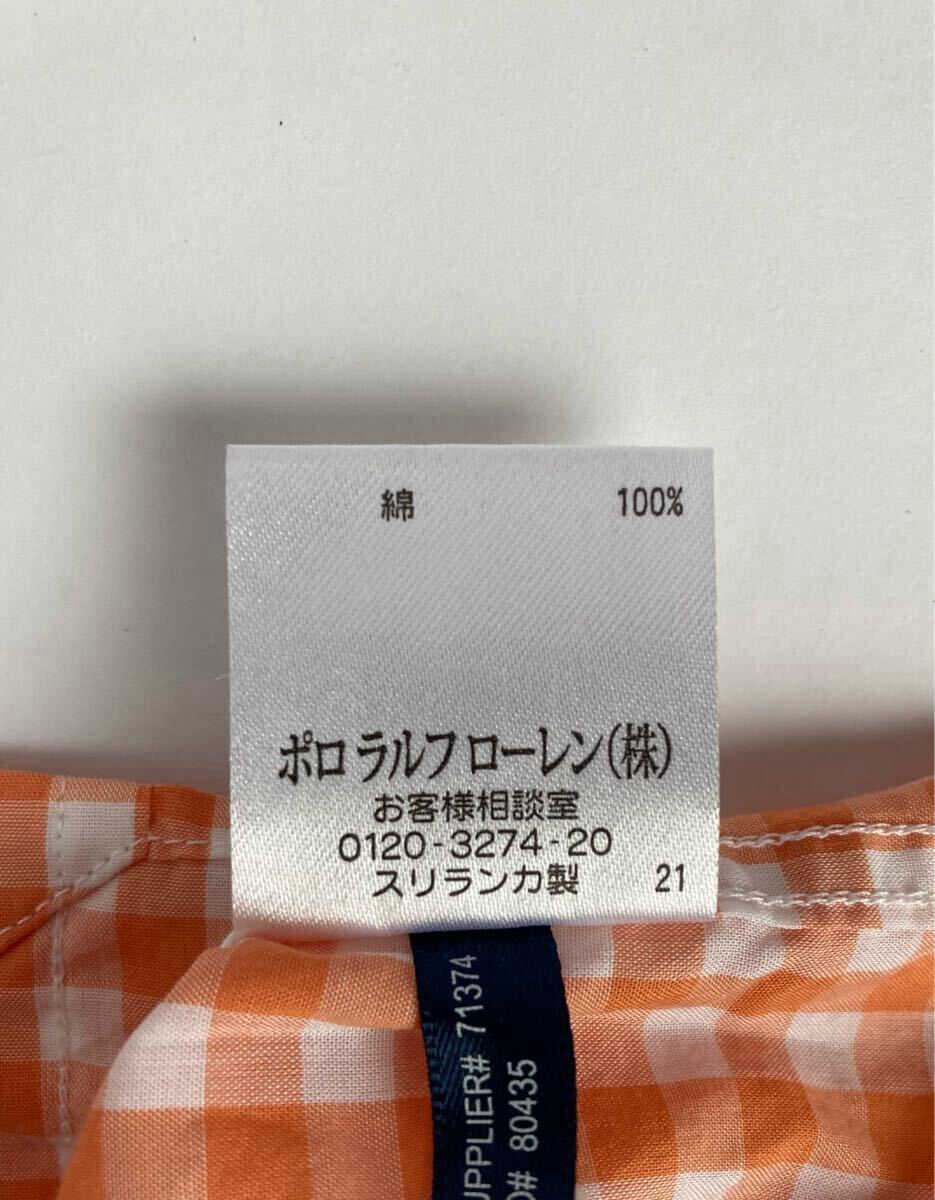 綿 100%
ポロ ラルフ ローレン(株)
お客様相談室
0120-3274-20
スリランカ製 21
UPPLIER# 71374
O# 80435